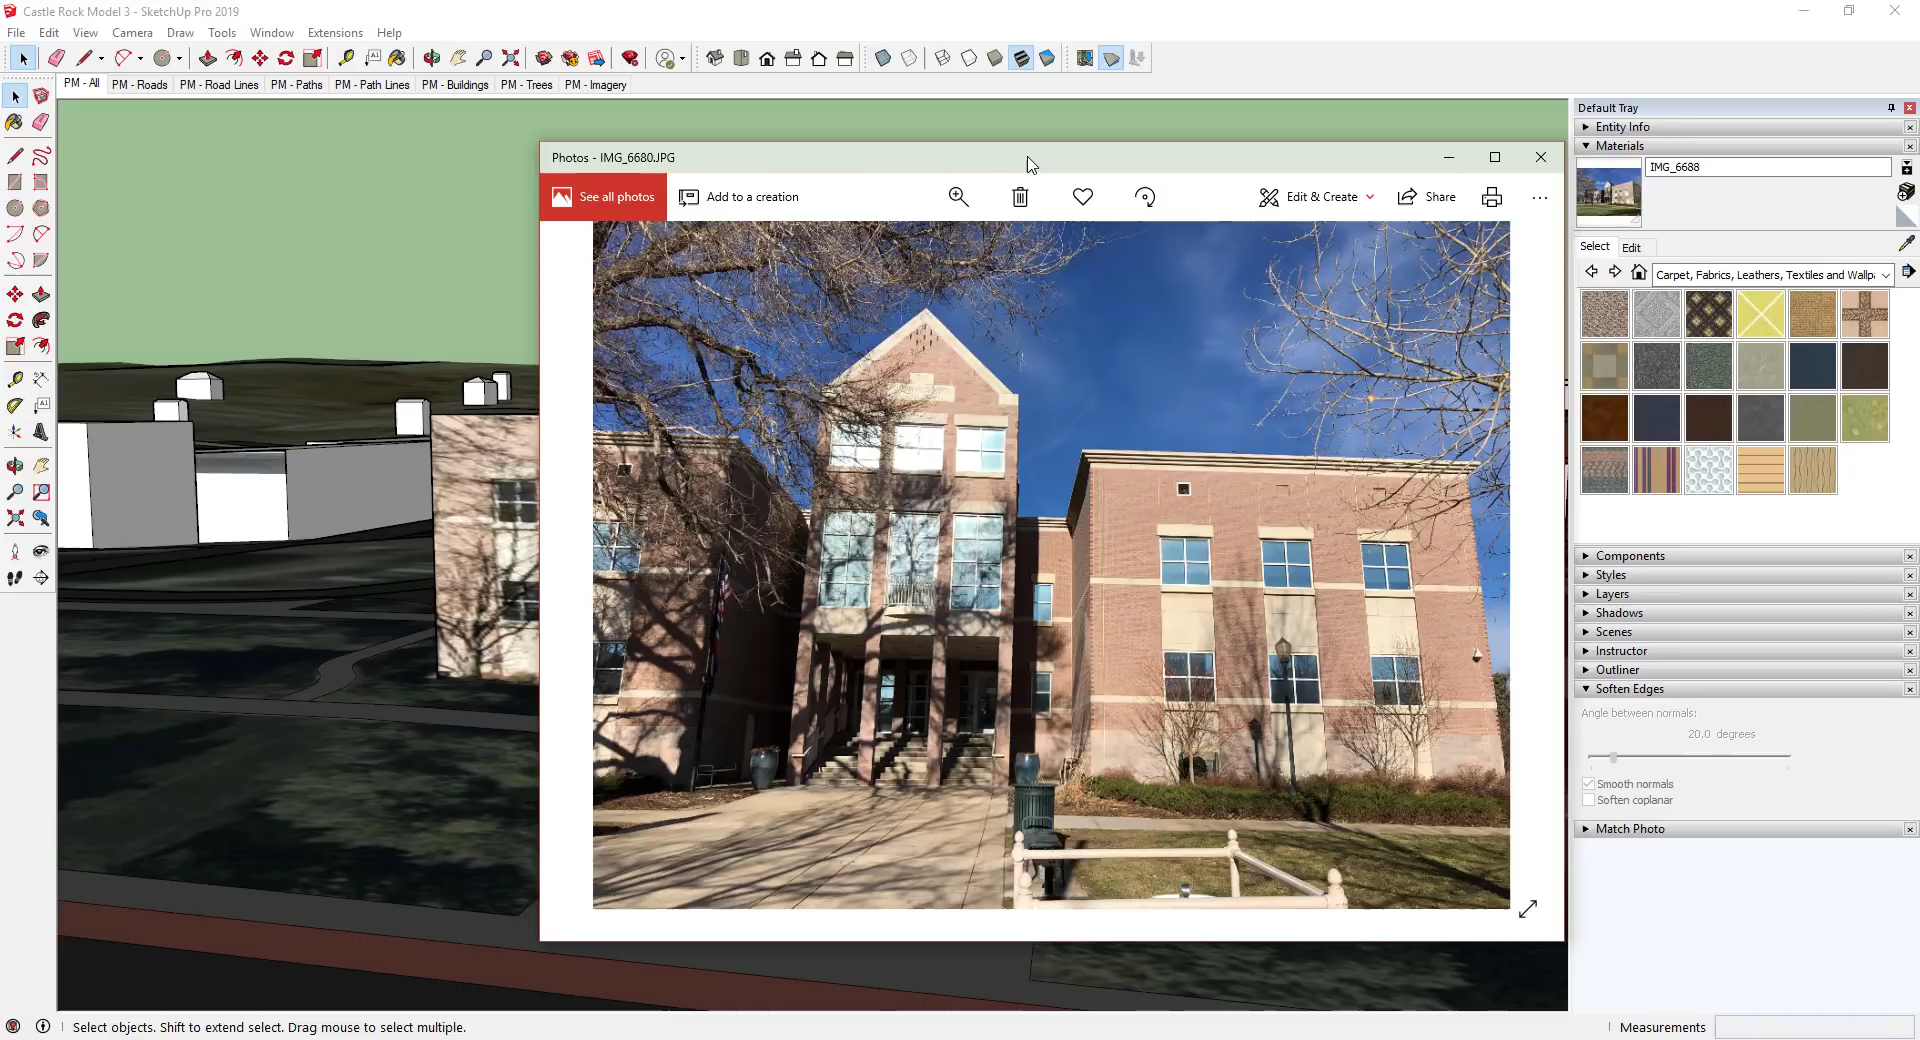 Castle Rock Model 3 - SketchUp Pro 2019
File Edit View Camera Draw Tools Window Extensions Help
PM - All PM - Roads PM - Road Lines PM - Paths PM - Path Lines PM - Buildings PM - Trees PM - Imagery
Photos - IMG_6680.JPG
See all photos
Add to a creation
Edit & Create
Share
Default Tray
Entity Info
Materials
IMG_6688
Select Edit
Carpet, Fabrics, Leathers, Textiles and Wallp
Components
Styles
Layers
Shadows
Scenes
Instructor
Outliner
Soften Edges
Angle between normals:
20.0 degrees
Smooth normals
Soften coplanar
Match Photo
Select objects. Shift to extend select. Drag mouse to select multiple.
Measurements